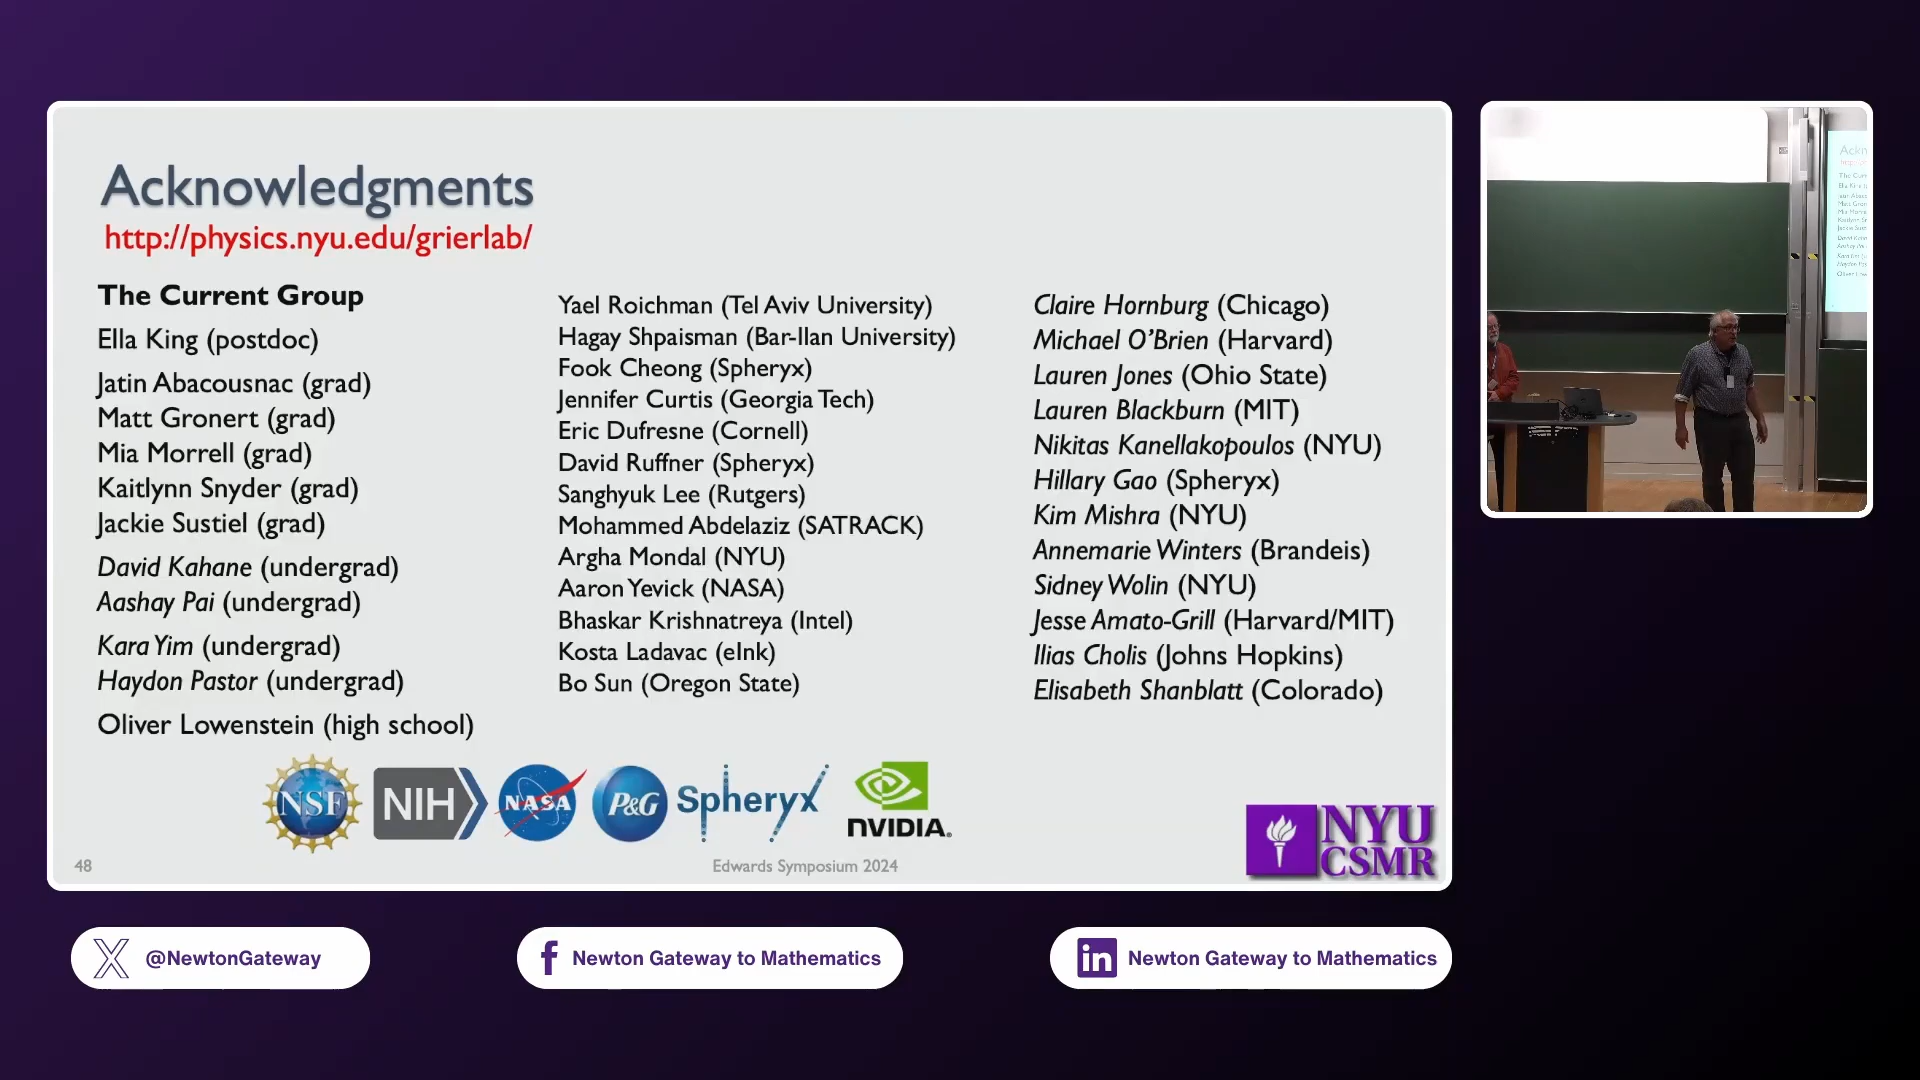 Acknowledgments
http://physics.nyu.edu/grierlab/
The Current Group
Ella King (postdoc)
Jatin Abacousnac (grad)
Matt Gronert (grad)
Mia Morrell (grad)
Kaitlynn Snyder (grad)
Jackie Sustiel (grad)
David Kahane (undergrad)
Aashay Pai (undergrad)
Kara Yim (undergrad)
Haydon Pastor (undergrad)
Oliver Lowenstein (high school)
Yael Roichman (Tel Aviv University)
Hagay Shpaisman (Bar-Ilan University)
Fook Cheong (Spheryx)
Jennifer Curtis (Georgia Tech)
Eric Dufresne (Cornell)
David Ruffner (Spheryx)
Sanghyuk Lee (Rutgers)
Mohammed Abdelaziz (SATRACK)
Argha Mondal (NYU)
Aaron Yevick (NASA)
Bhaskar Krishnatreya (Intel)
Kosta Ladavac (eInk)
Bo Sun (Oregon State)
Claire Hornburg (Chicago)
Michael O'Brien (Harvard)
Lauren Jones (Ohio State)
Lauren Blackburn (MIT)
Nikitas Kanellakopoulos (NYU)
Hillary Gao (Spheryx)
Kim Mishra (NYU)
Annemarie Winters (Brandeis)
Sidney Wolin (NYU)
Jesse Amato-Grill (Harvard/MIT)
Ilias Cholis (Johns Hopkins)
Elisabeth Shanblatt (Colorado)
NSF NIH NASA P&G Spheryx NVIDIA.
NYU
CSMR
48 Edwards Symposium 2024
@NewtonGateway
Newton Gateway to Mathematics
in Newton Gateway to Mathematics